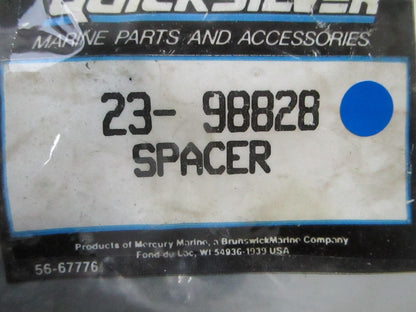 QUICKSILVER
MARINE PARTS AND ACCESSORIES
23- 98828
SPACER
Products of Mercury Marine, a BrunswickMarine Company
Fond du Lac, WI 54936-1939 USA
56-67776